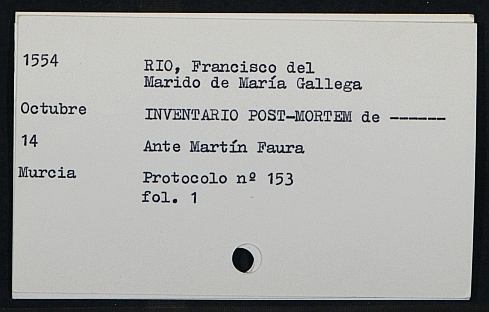 1554 RIO, Francisco del
Marido de María Gallega
Octubre INVENTARIO POST-MORTEM de ------
14 Ante Martín Faura
Murcia Protocolo nº 153
fol. 1